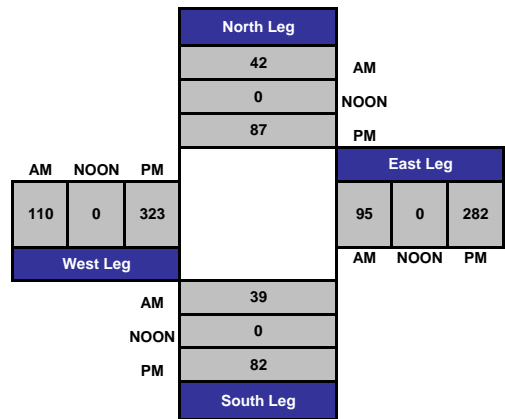 North Leg
42 AM
0 NOON
87 PM
East Leg
AM NOON PM
110 0 323
95 0 282
West Leg
AM NOON PM
AM 39
NOON 0
PM 82
South Leg